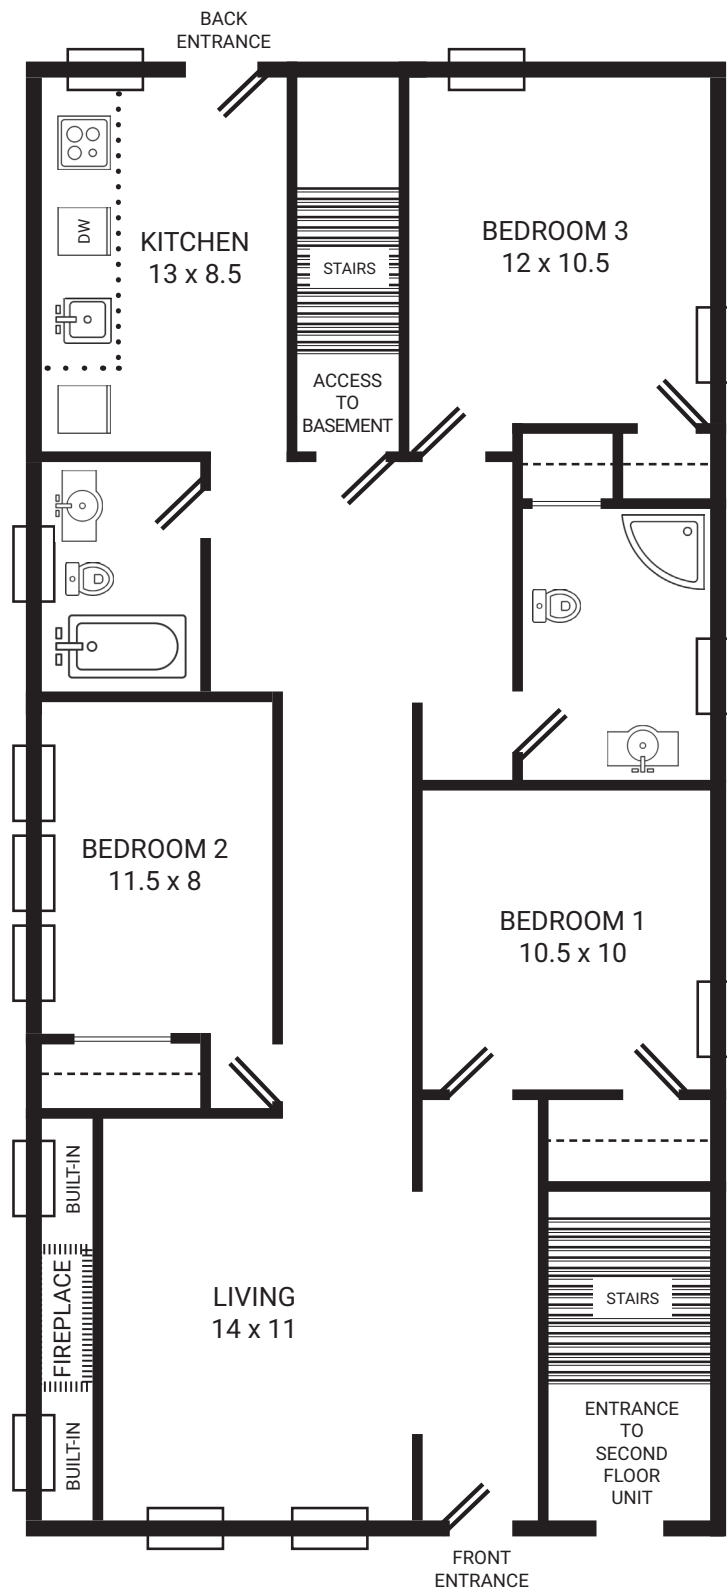 BACK
ENTRANCE
DW
KITCHEN
13 x 8.5
STAIRS
BEDROOM 3
12 x 10.5
ACCESS
TO
BASEMENT
BEDROOM 2
11.5 x 8
BEDROOM 1
10.5 x 10
BUILT-IN
FIREPLACE
BUILT-IN
LIVING
14 x 11
STAIRS
ENTRANCE
TO
SECOND
FLOOR
UNIT
FRONT
ENTRANCE